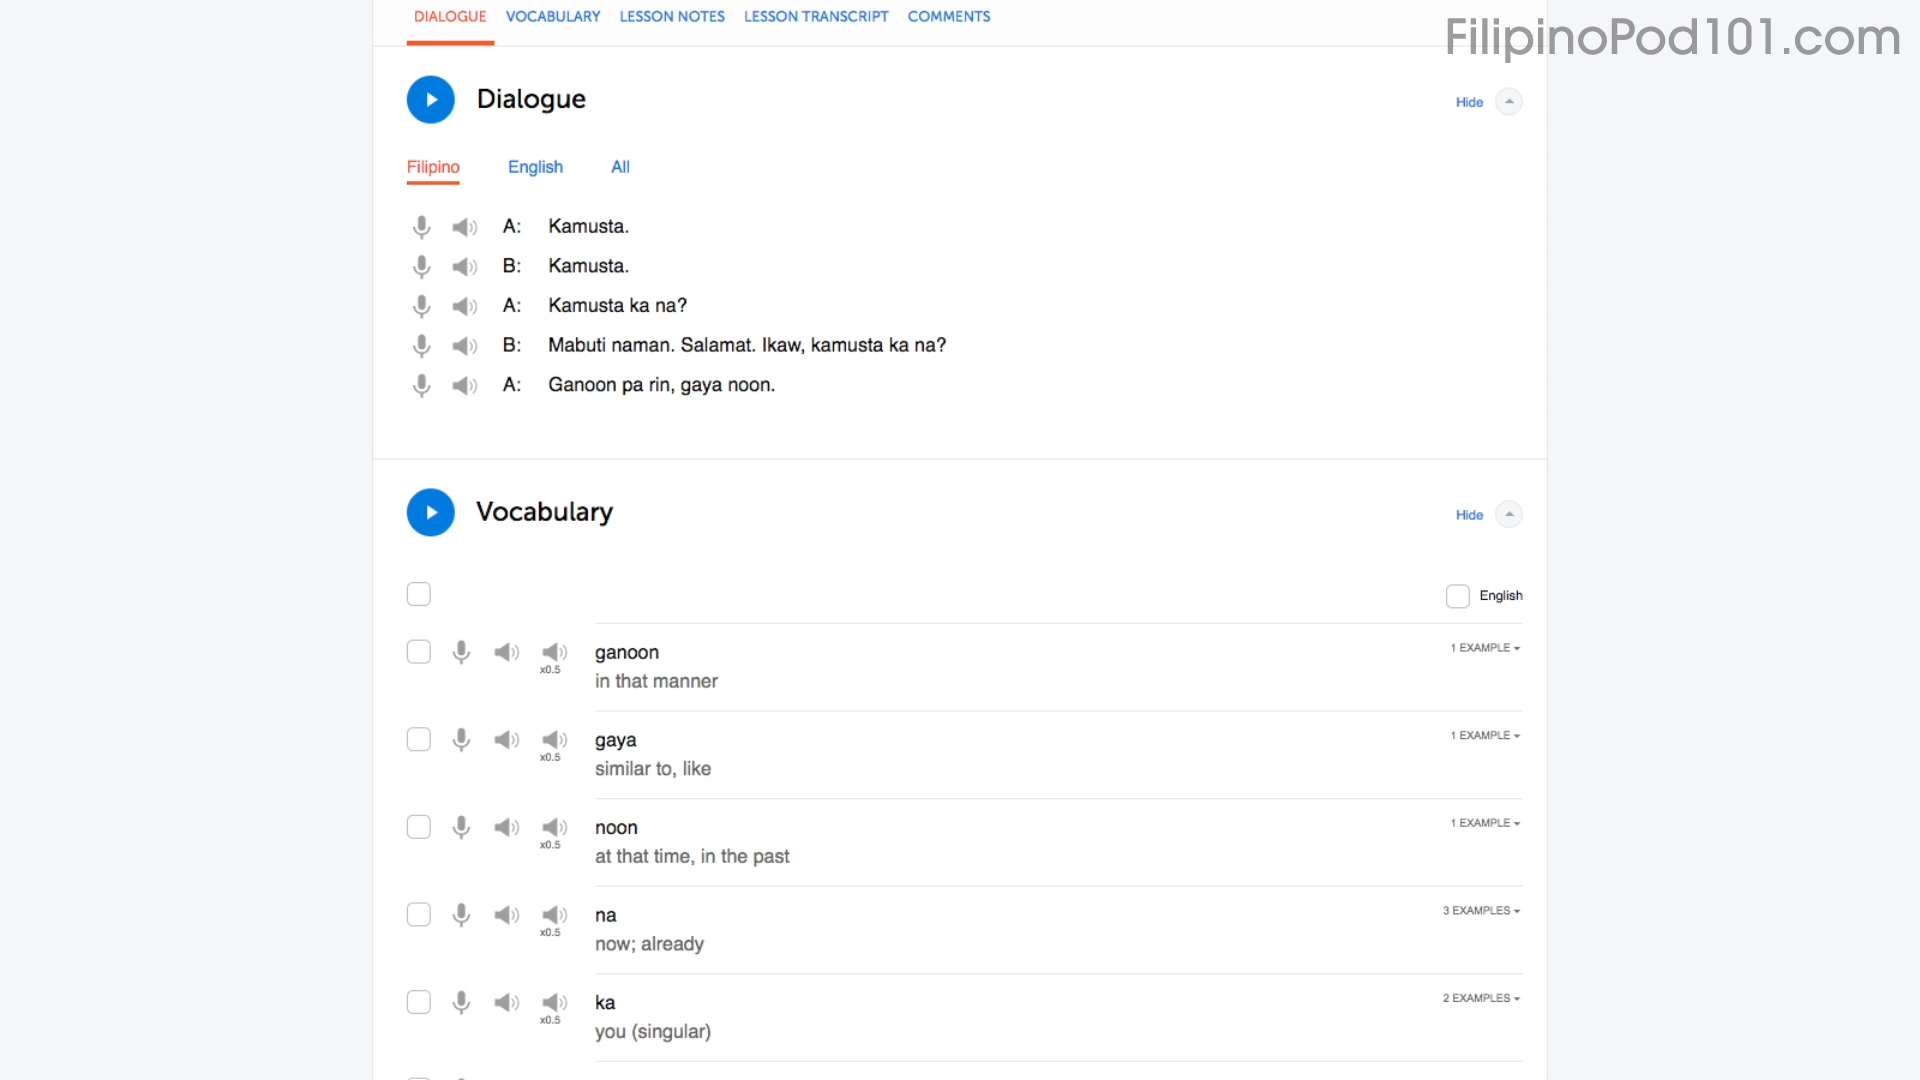 DIALOGUE VOCABULARY LESSON NOTES LESSON TRANSCRIPT COMMENTS
FilipinoPod101.com
Dialogue
Hide
Filipino English All
A: Kamusta.
B: Kamusta.
A: Kamusta ka na?
B: Mabuti naman. Salamat. Ikaw, kamusta ka na?
A: Ganoon pa rin, gaya noon.
Vocabulary
Hide
English
ganoon
1 EXAMPLE
x0.5
in that manner
gaya
1 EXAMPLE
x0.5
similar to, like
noon
1 EXAMPLE
x0.5
at that time, in the past
na
3 EXAMPLES
x0.5
now; already
ka
2 EXAMPLES
x0.5
you (singular)